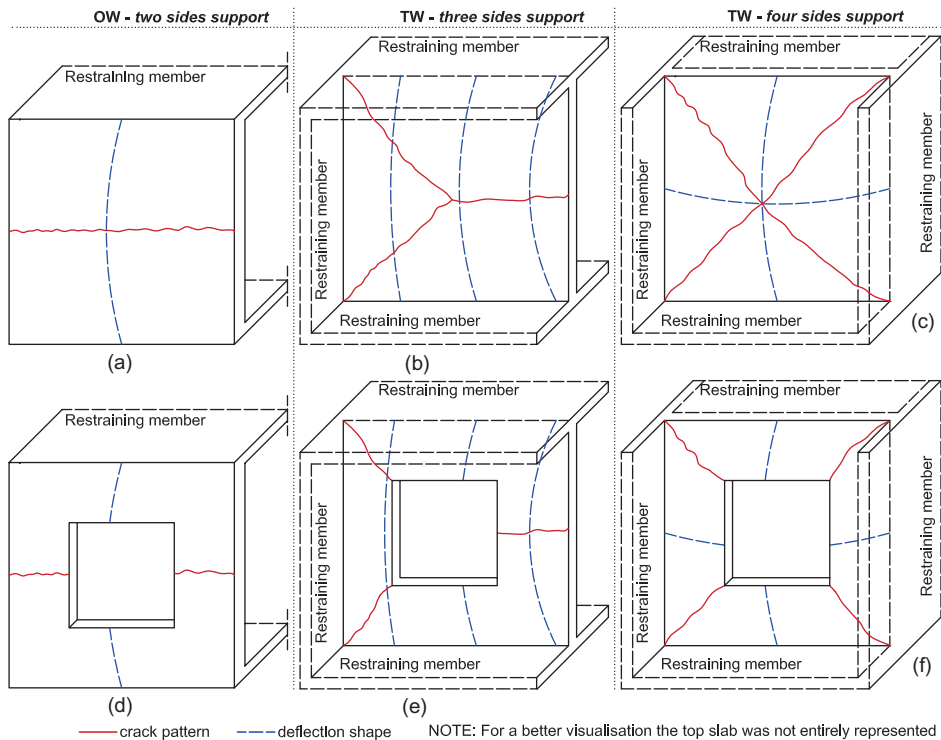 OW - two sides support
TW - three sides support
TW - four sides support
Restraining member
Restraining member
Restraining member
Restraining member
Restraining member
Restraining member
Restraining member
Restraining member
(a)
(b)
(c)
Restraining member
Restraining member
Restraining member
Restraining member
Restraining member
Restraining member
Restraining member
(d)
(e)
(f)
crack pattern
deflection shape
NOTE: For a better visualisation the top slab was not entirely represented